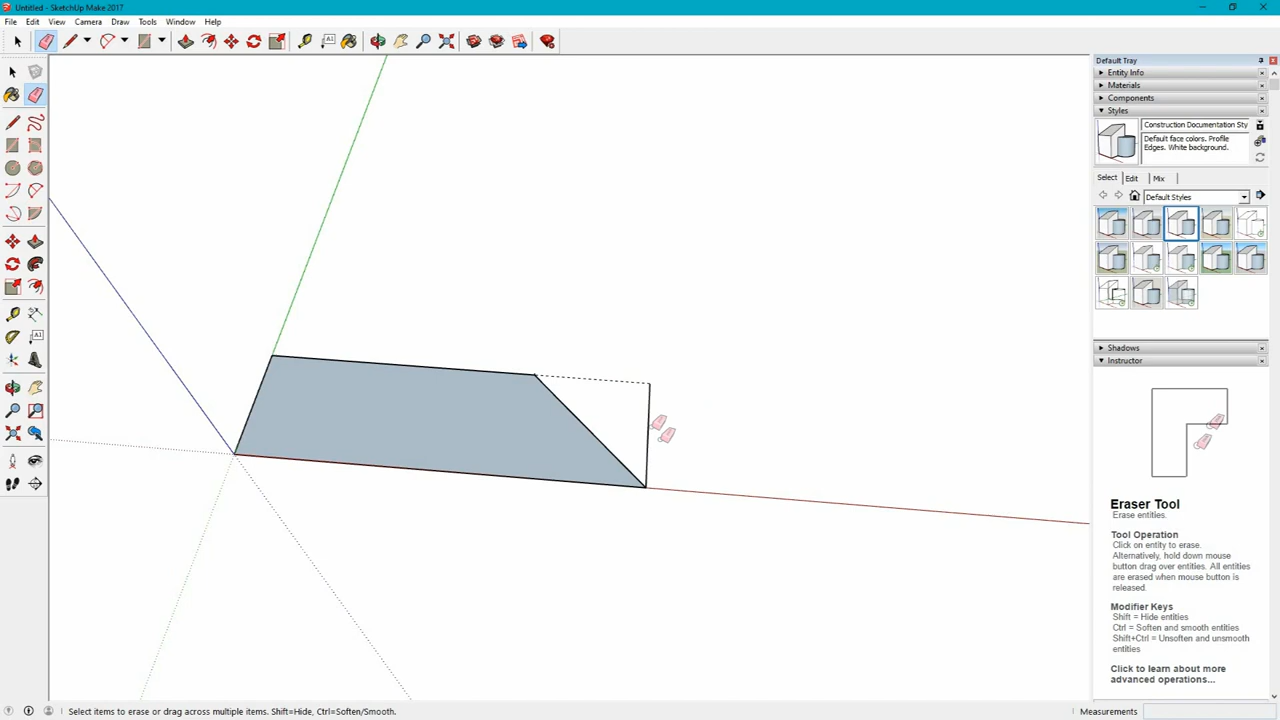 Untitled - SketchUp Make 2017
File Edit View Camera Draw Tools Window Help
Default Tray
Entity Info
Materials
Components
Styles
Construction Documentation Sty
Default face colors. Profile
Edges. White background.
Select Edit Mix
Default Styles
Shadows
Instructor
Eraser Tool
Erase entities.
Tool Operation
Click on entity to erase.
Alternatively, hold down mouse
button drag over entities. All entities
are erased when mouse button is
released.
Modifier Keys
Shift = Hide entities
Ctrl = Soften and smooth entities
Shift+Ctrl = Unsoften and unsmooth
entities
Click to learn about more
advanced operations...
Select items to erase or drag across multiple items. Shift=Hide, Ctrl=Soften/Smooth.
Measurements